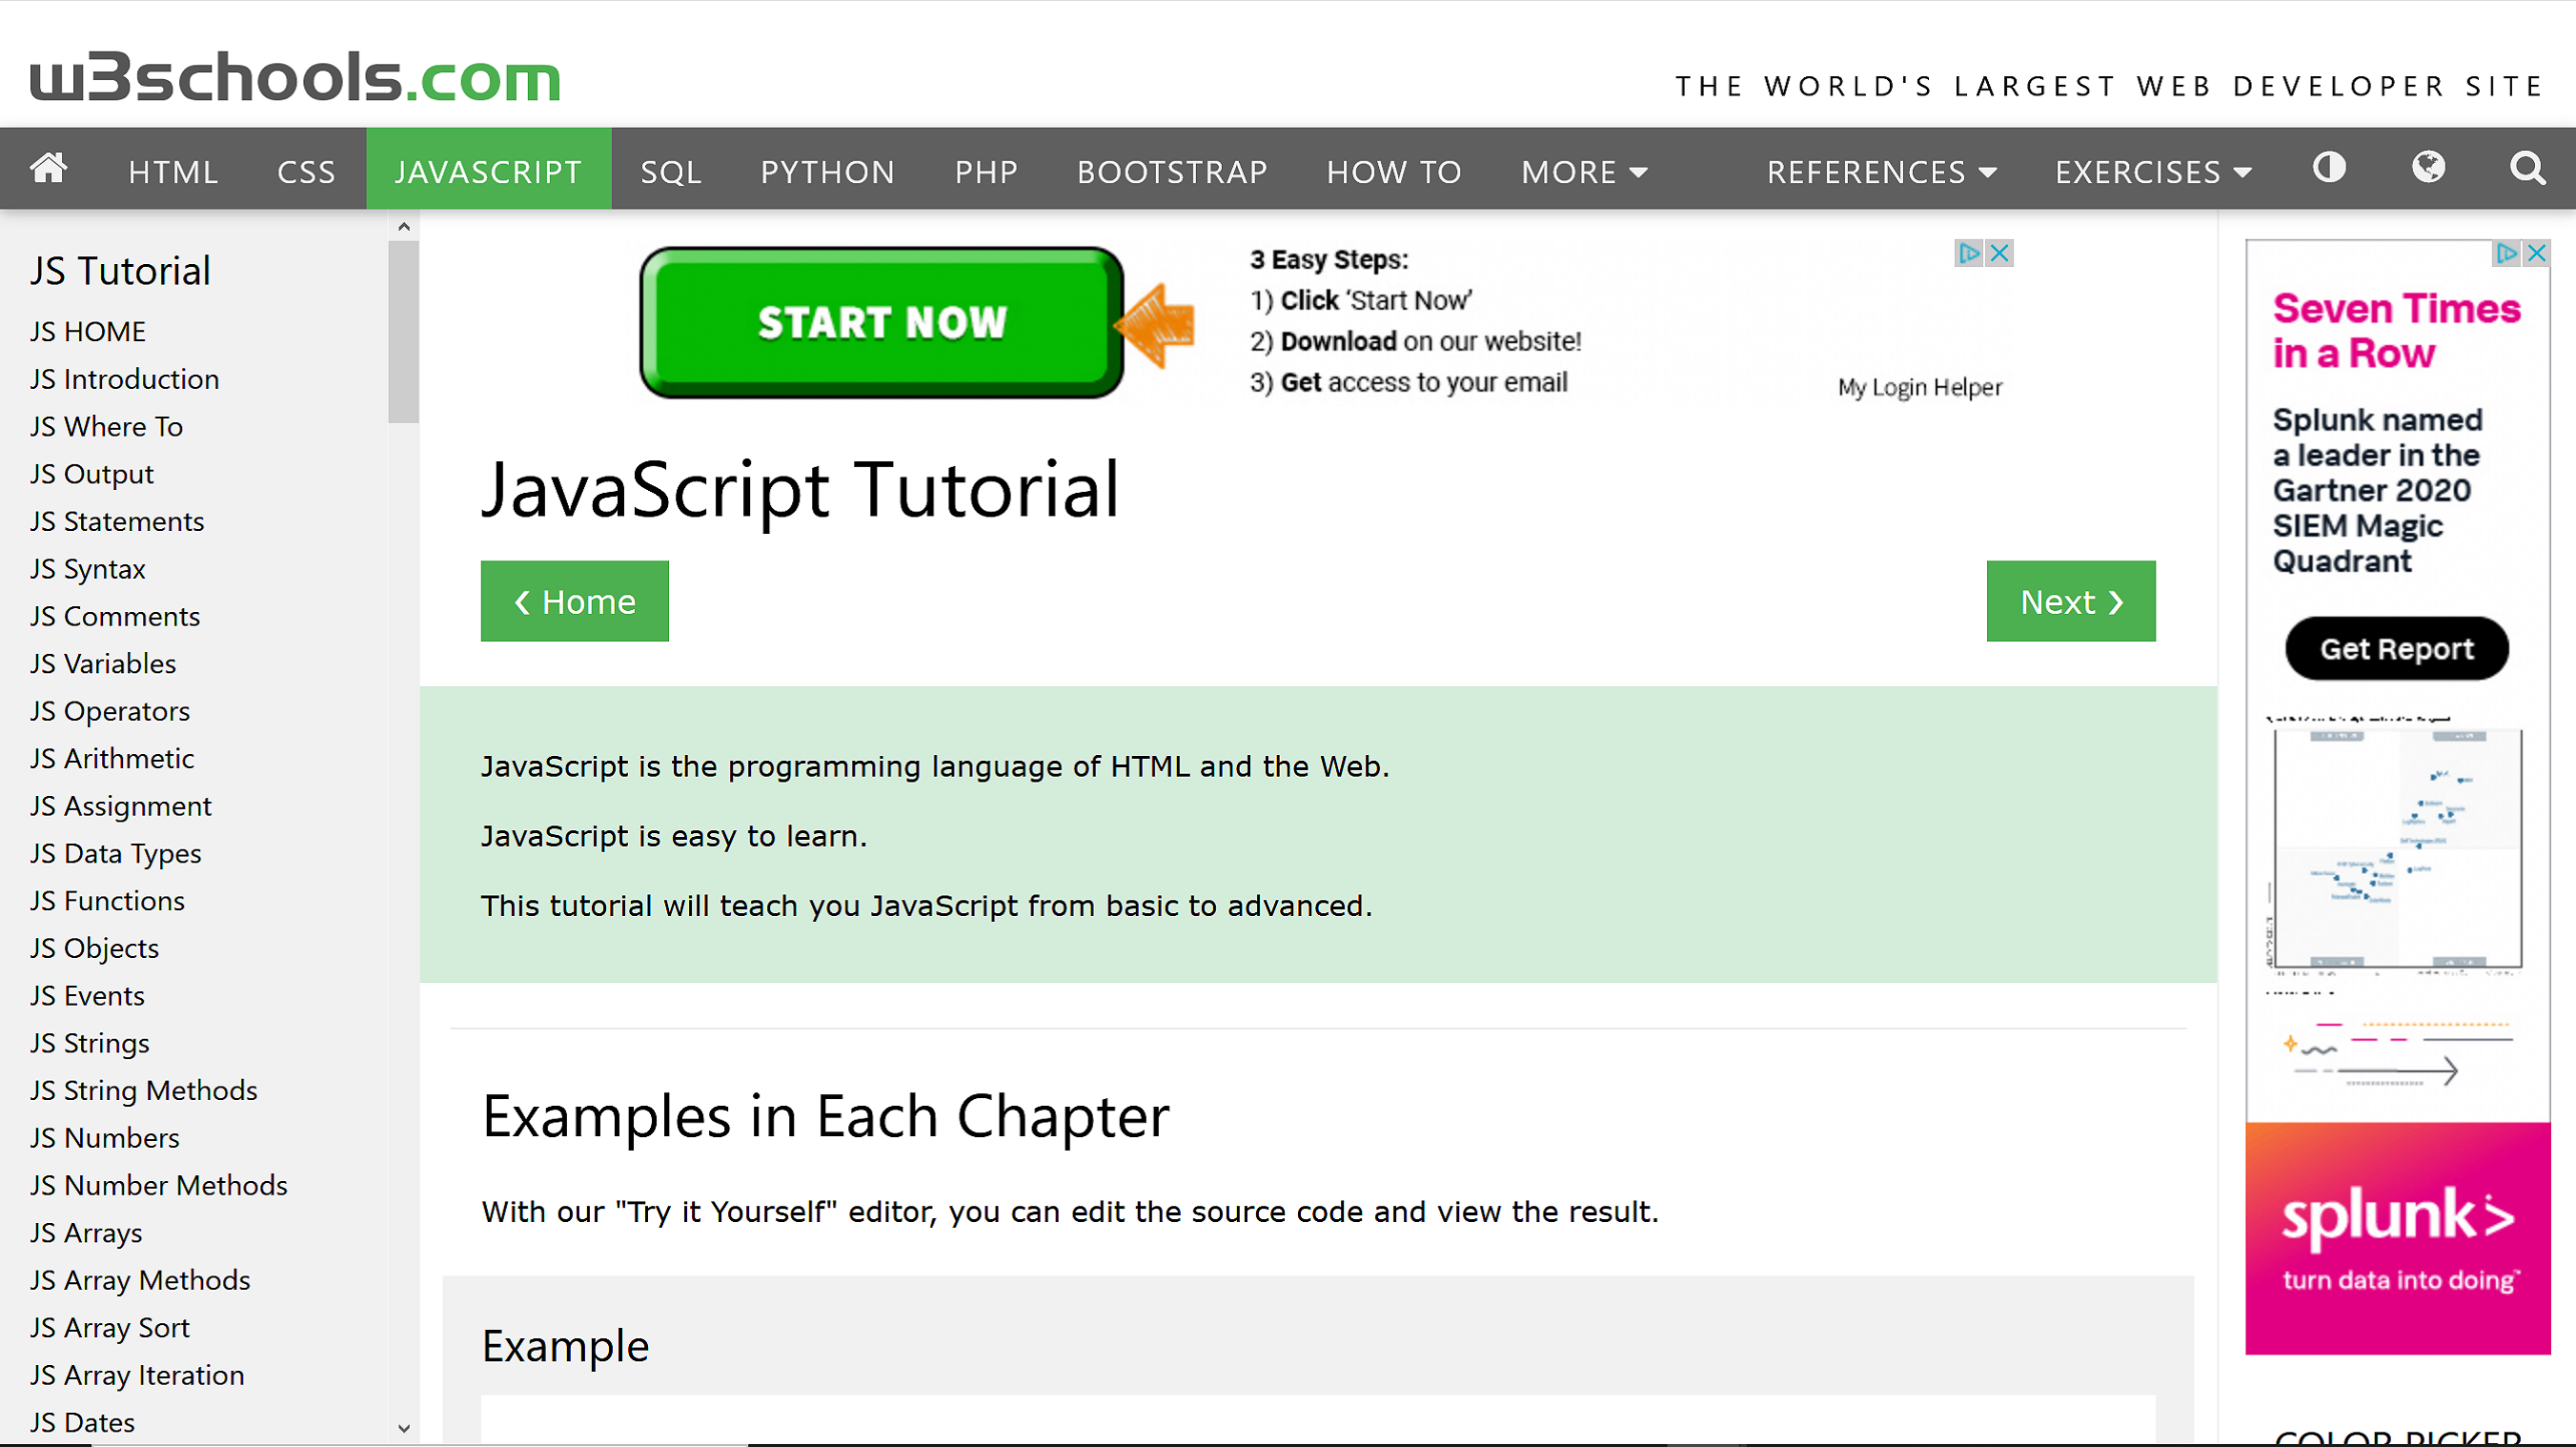 w3schools.com
THE WORLD'S LARGEST WEB DEVELOPER SITE
HTML CSS JAVASCRIPT SQL PYTHON PHP BOOTSTRAP HOW TO MORE REFERENCES EXERCISES
JS Tutorial
JS HOME
JS Introduction
JS Where To
JS Output
JS Statements
JS Syntax
JS Comments
JS Variables
JS Operators
JS Arithmetic
JS Assignment
JS Data Types
JS Functions
JS Objects
JS Events
JS Strings
JS String Methods
JS Numbers
JS Number Methods
JS Arrays
JS Array Methods
JS Array Sort
JS Array Iteration
JS Dates
START NOW
3 Easy Steps:
1) Click ‘Start Now’
2) Download on our website!
3) Get access to your email
My Login Helper
JavaScript Tutorial
❮ Home
Next ❯
JavaScript is the programming language of HTML and the Web.
JavaScript is easy to learn.
This tutorial will teach you JavaScript from basic to advanced.
Examples in Each Chapter
With our "Try it Yourself" editor, you can edit the source code and view the result.
Example
Seven Times
in a Row
Splunk named
a leader in the
Gartner 2020
SIEM Magic
Quadrant
Get Report
splunk>
turn data into doing™
COLOR PICKER